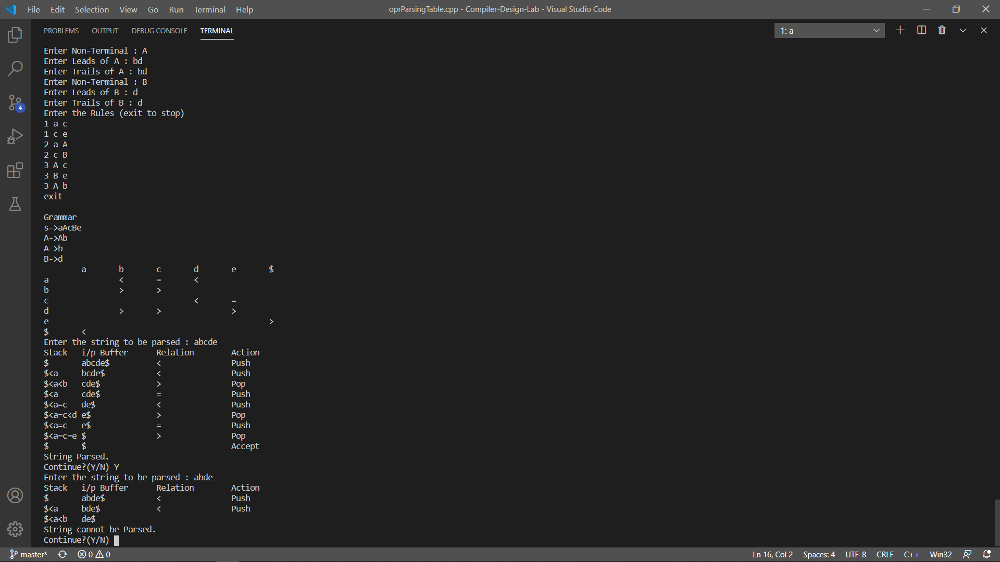 File Edit Selection View Go Run Terminal Help
oprParsingTable.cpp - Compiler-Design-Lab - Visual Studio Code
PROBLEMS OUTPUT DEBUG CONSOLE TERMINAL
1: a
Enter Non-Terminal : A
Enter Leads of A : bd
Enter Trails of A : bd
Enter Non-Terminal : B
Enter Leads of B : d
Enter Trails of B : d
Enter the Rules (exit to stop)
1 a c
1 c e
2 a A
2 c B
3 A c
3 B e
3 A b
exit
Grammar
s->aAcBe
A->Ab
A->b
B->d
a b c d e $
a < = <
b > >
c < =
d > > >
e >
$ <
Enter the string to be parsed : abcde
Stack i/p Buffer Relation Action
$ abcde$ < Push
$<a bcde$ < Push
$<a<b cde$ > Pop
$<a cde$ = Push
$<a=c de$ < Push
$<a=c<d e$ > Pop
$<a=c e$ = Push
$<a=c=e $ > Pop
$ $ Accept
String Parsed.
Continue?(Y/N) Y
Enter the string to be parsed : abde
Stack i/p Buffer Relation Action
$ abde$ < Push
$<a bde$ < Push
$<a<b de$
String cannot be Parsed.
Continue?(Y/N)
4
master* 0 0 Ln 16, Col 2 Spaces: 4 UTF-8 CRLF C++ Win32